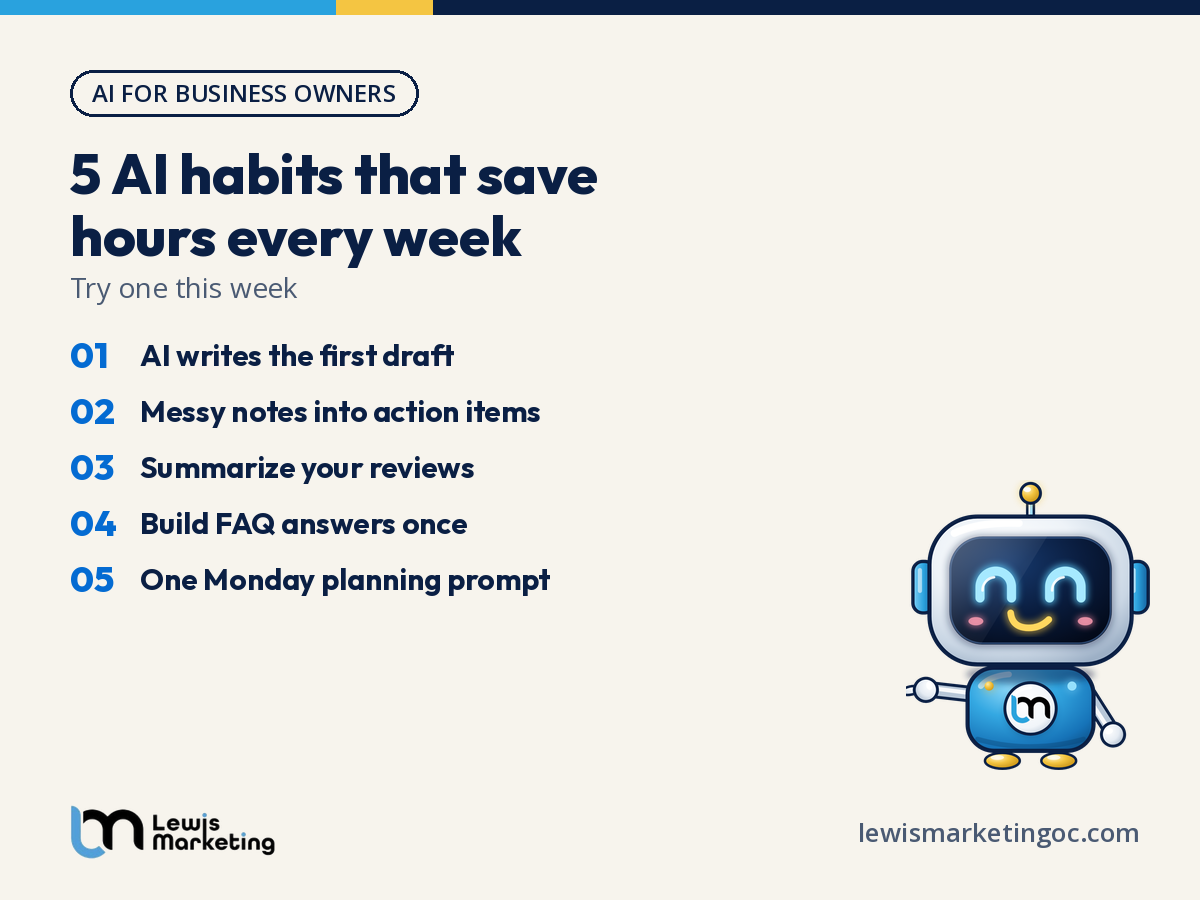 AI FOR BUSINESS OWNERS
5 AI habits that save
hours every week
Try one this week
01 AI writes the first draft
02 Messy notes into action items
03 Summarize your reviews
04 Build FAQ answers once
05 One Monday planning prompt
bm
bm Lewis
Marketing
lewismarketingoc.com